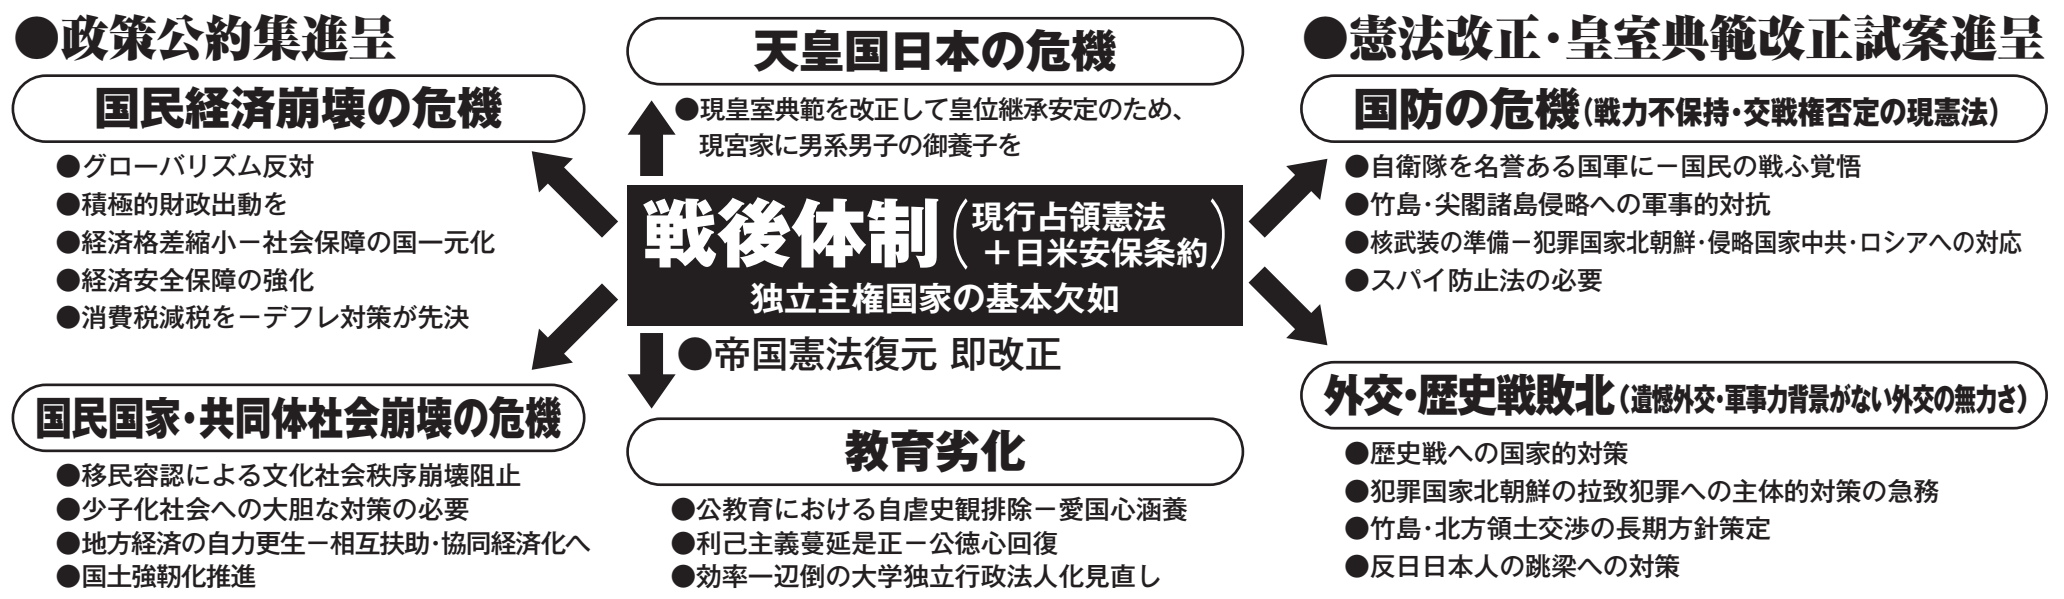 ●政策公約集進呈
国民経済崩壊の危機
●グローバリズム反対
●積極的財政出動を
●経済格差縮小－社会保障の国一元化
●経済安全保障の強化
●消費税減税を－デフレ対策が先決
国民国家・共同体社会崩壊の危機
●移民容認による文化社会秩序崩壊阻止
●少子化社会への大胆な対策の必要
●地方経済の自力更生－相互扶助・協同経済化へ
●国土強靭化推進
天皇国日本の危機
●現皇室典範を改正して皇位継承安定のため、
現宮家に男系男子の御養子を
戦後体制（現行占領憲法
＋日米安保条約）
独立主権国家の基本欠如
●帝国憲法復元 即改正
教育劣化
●公教育における自虐史観排除－愛国心涵養
●利己主義蔓延是正－公徳心回復
●効率一辺倒の大学独立行政法人化見直し
●憲法改正・皇室典範改正試案進呈
国防の危機（戦力不保持・交戦権否定の現憲法）
●自衛隊を名誉ある国軍に－国民の戦ふ覚悟
●竹島・尖閣諸島侵略への軍事的対抗
●核武装の準備－犯罪国家北朝鮮・侵略国家中共・ロシアへの対応
●スパイ防止法の必要
外交・歴史戦敗北（遺憾外交・軍事力背景がない外交の無力さ）
●歴史戦への国家的対策
●犯罪国家北朝鮮の拉致犯罪への主体的対策の急務
●竹島・北方領土交渉の長期方針策定
●反日日本人の跳梁への対策